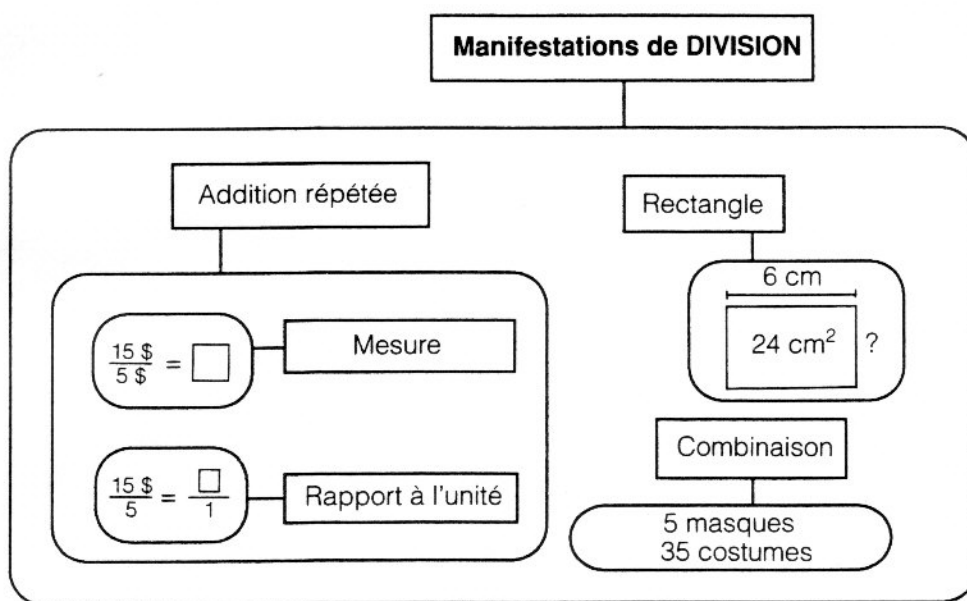 Manifestations de DIVISION
Addition répétée
15 $ / 5 $ = □
Mesure
15 $ / 5 = □ / 1
Rapport à l'unité
Rectangle
6 cm
24 cm² ?
Combinaison
5 masques
35 costumes